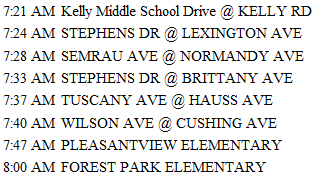 7:21 AM Kelly Middle School Drive @ KELLY RD
7:24 AM STEPHENS DR @ LEXINGTON AVE
7:28 AM SEMRAU AVE @ NORMANDY AVE
7:33 AM STEPHENS DR @ BRITTANY AVE
7:37 AM TUSCANY AVE @ HAUSS AVE
7:40 AM WILSON AVE @ CUSHING AVE
7:47 AM PLEASANTVIEW ELEMENTARY
8:00 AM FOREST PARK ELEMENTARY